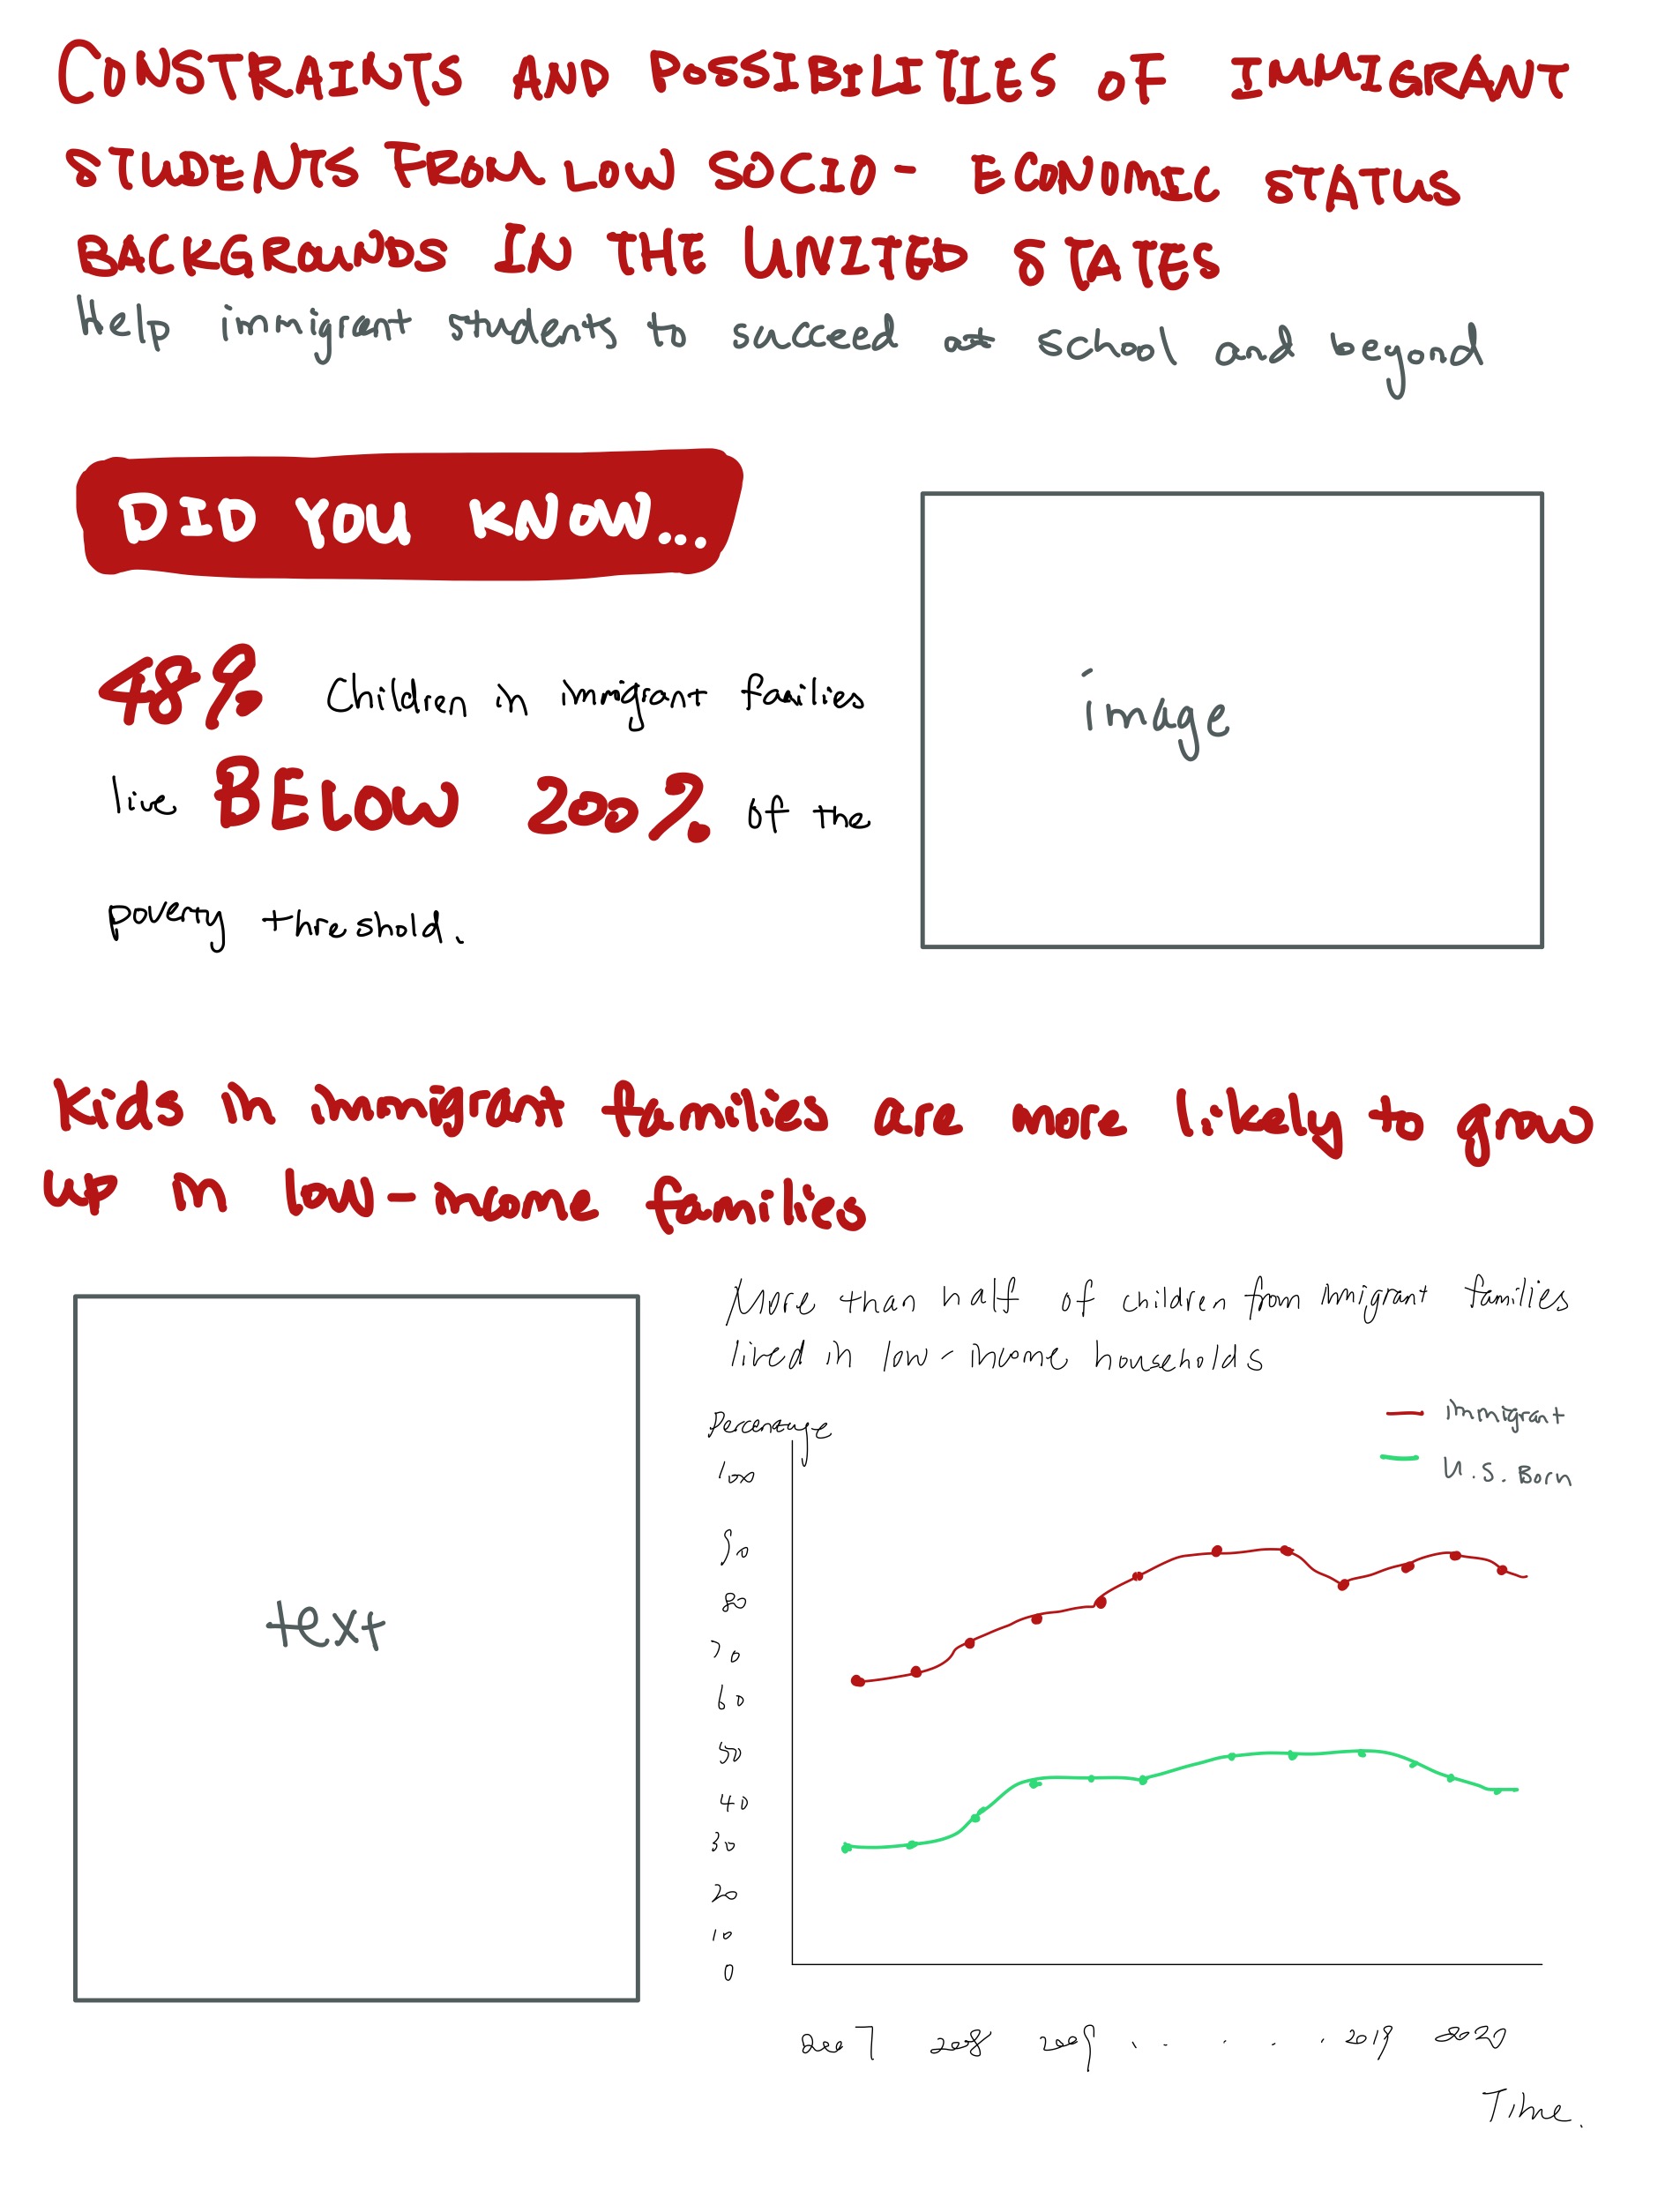 CONSTRAINTS AND POSSIBILITIES OF IMMIGRANT
STUDENTS FROM LOW SOCIO- ECONOMIC STATUS
BACKGROUNDS IN THE UNITED STATES
Help immigrant students to succeed at school and beyond
DID YOU KNOW...
48% Children in immigrant families
live BELOW 200% of the
poverty threshold.
image
Kids in immigrant families are more likely to grow
up in low-income families
text
More than half of children from immigrant families
lived in low-income households
Percentage
immigrant
U.S. Born
100
90
80
70
60
50
40
30
20
10
0
2007 2008 2009 . . . . . 2019 2020
Time.